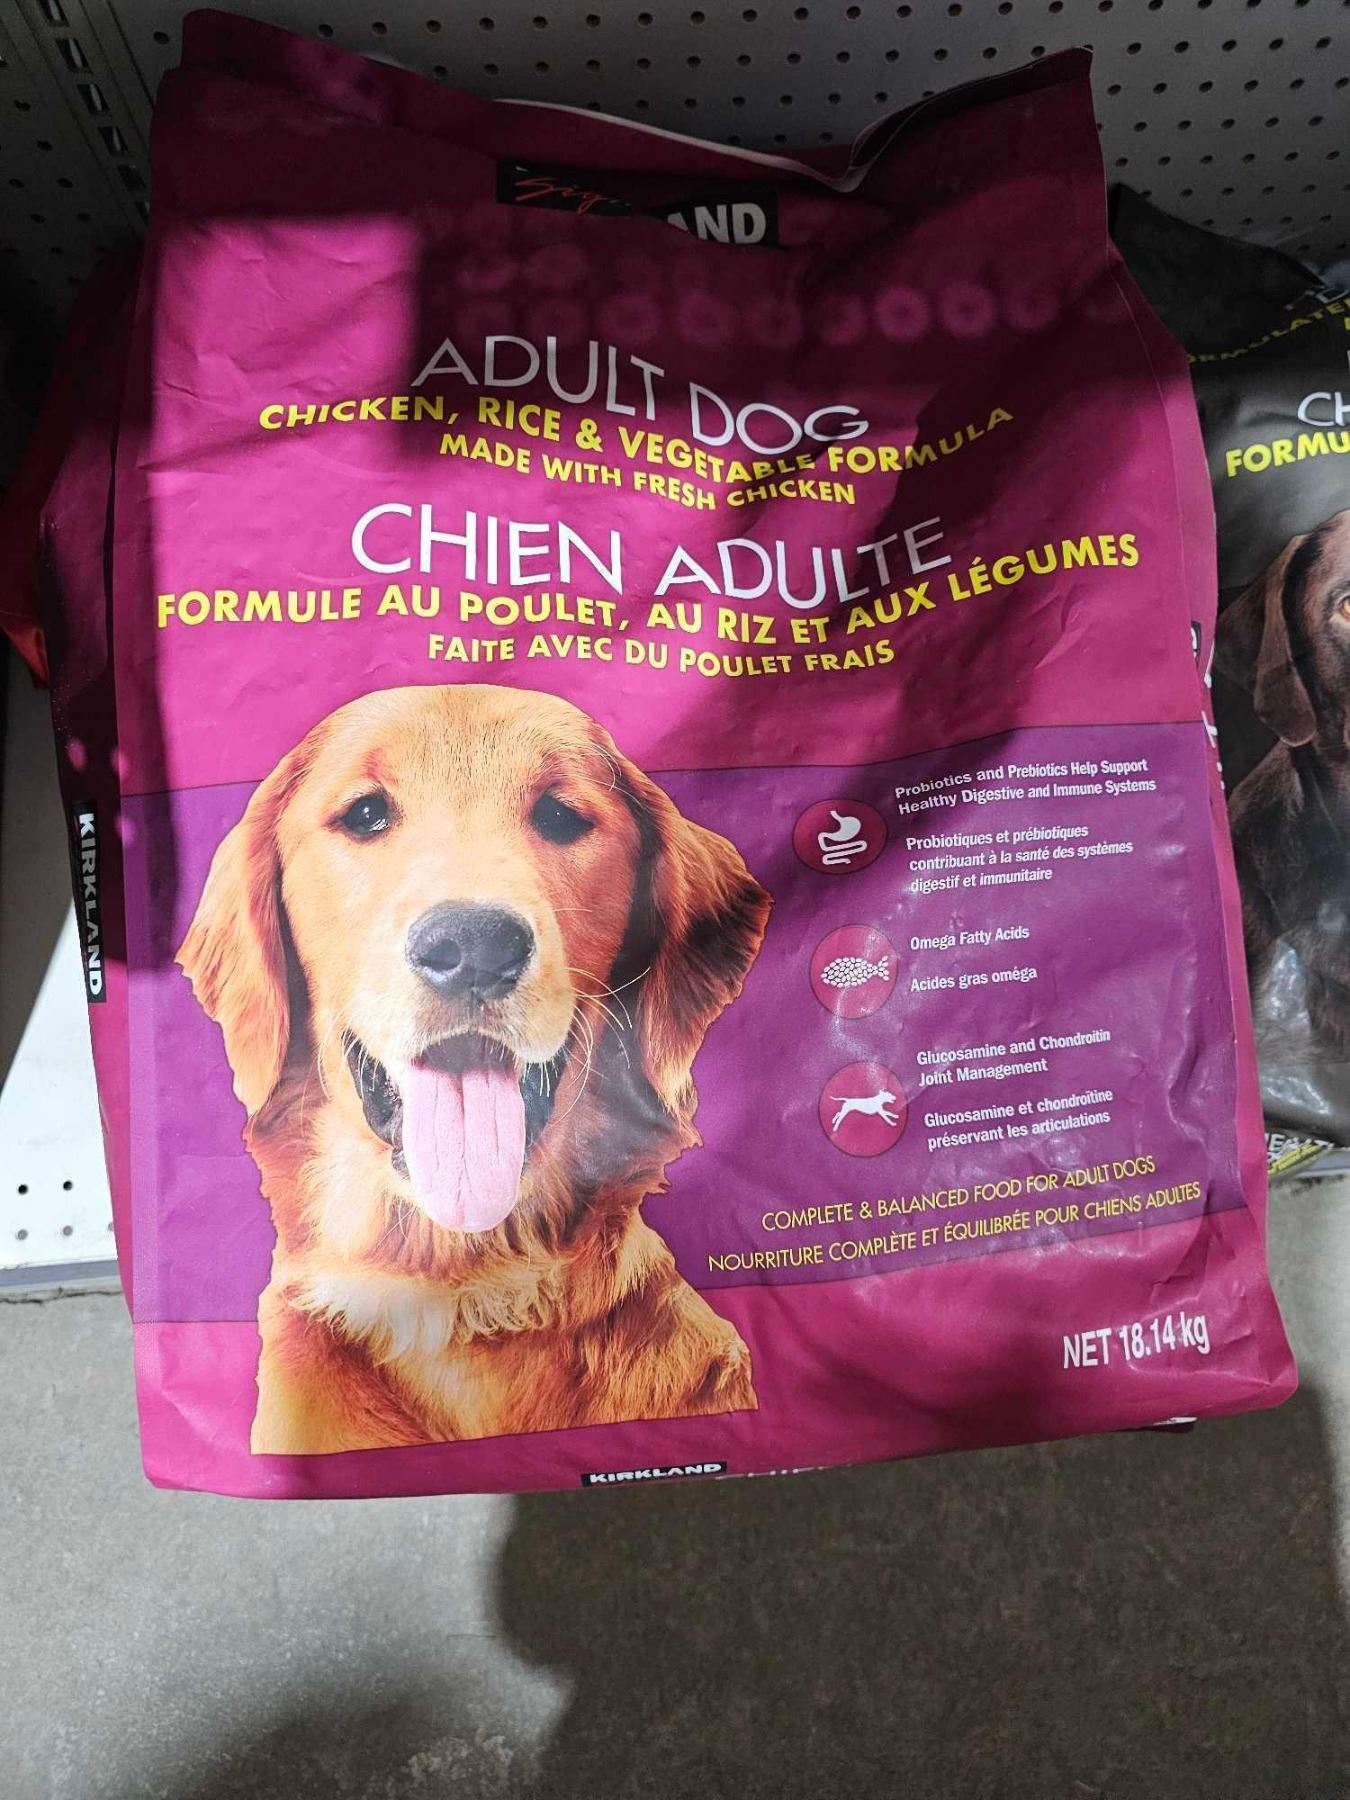 AND
ADULT DOG
CHICKEN, RICE & VEGETABLE FORMULA
MADE WITH FRESH CHICKEN
CHIEN ADULTE
FORMULE AU POULET, AU RIZ ET AUX LÉGUMES
FAITE AVEC DU POULET FRAIS
Probiotics and Prebiotics Help Support
Healthy Digestive and Immune Systems
Probiotiques et prébiotiques
contribuant à la santé des systèmes
digestif et immunitaire
Omega Fatty Acids
Acides gras oméga
Glucosamine and Chondroitin
Joint Management
Glucosamine et chondroïtine
préservant les articulations
COMPLETE & BALANCED FOOD FOR ADULT DOGS
NOURRITURE COMPLÈTE ET ÉQUILIBRÉE POUR CHIENS ADULTES
NET 18.14 kg
KIRKLAND
KIRKLAND
CH
FORMU